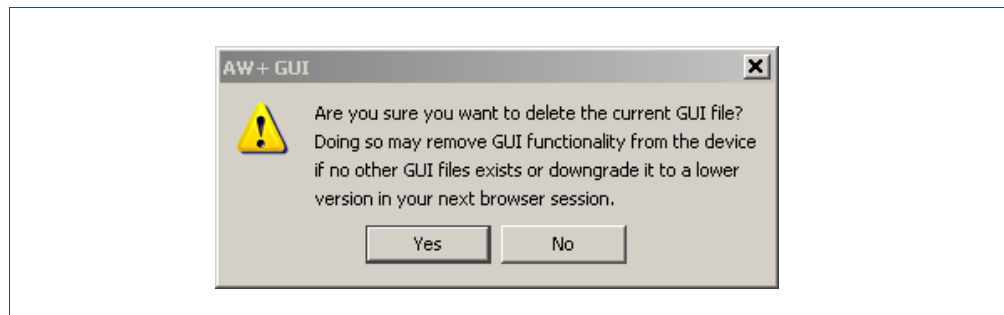 AW+ GUI
Are you sure you want to delete the current GUI file?
Doing so may remove GUI functionality from the device
if no other GUI files exists or downgrade it to a lower
version in your next browser session.
Yes
No